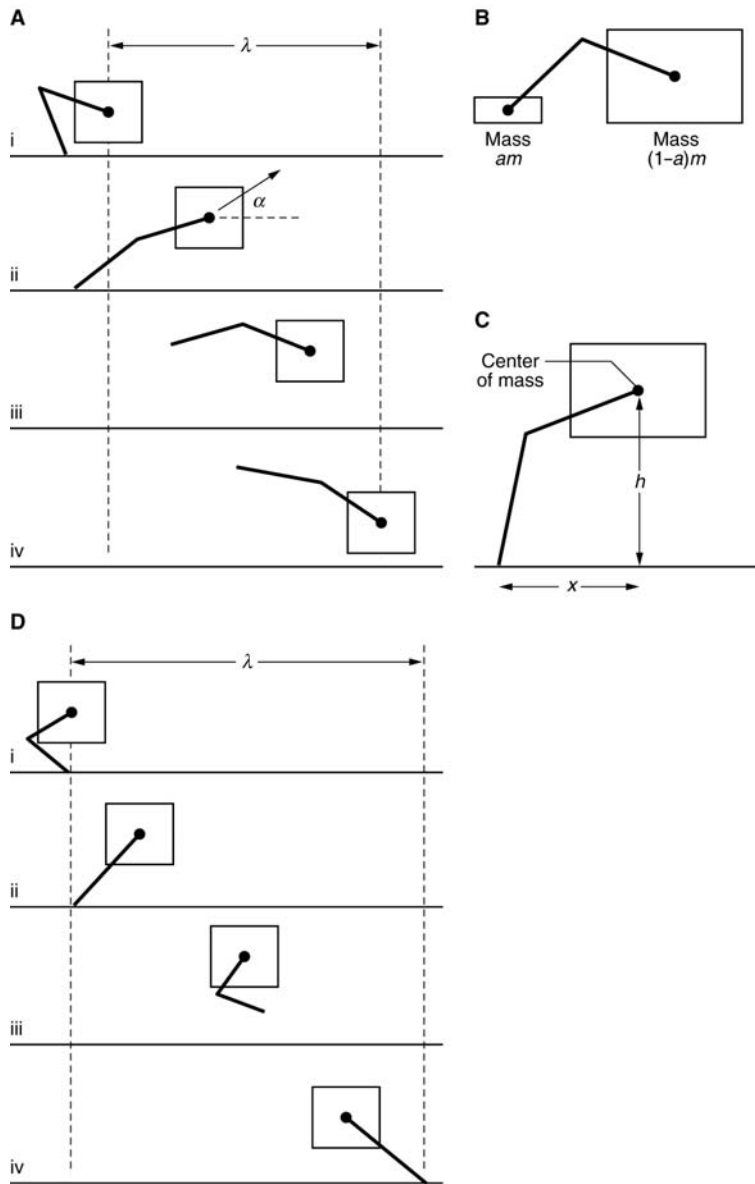 A
λ
i
α
ii
iii
iv
B
Mass
am
Mass
(1–a)m
C
Center
of mass
h
x
D
λ
i
ii
iii
iv